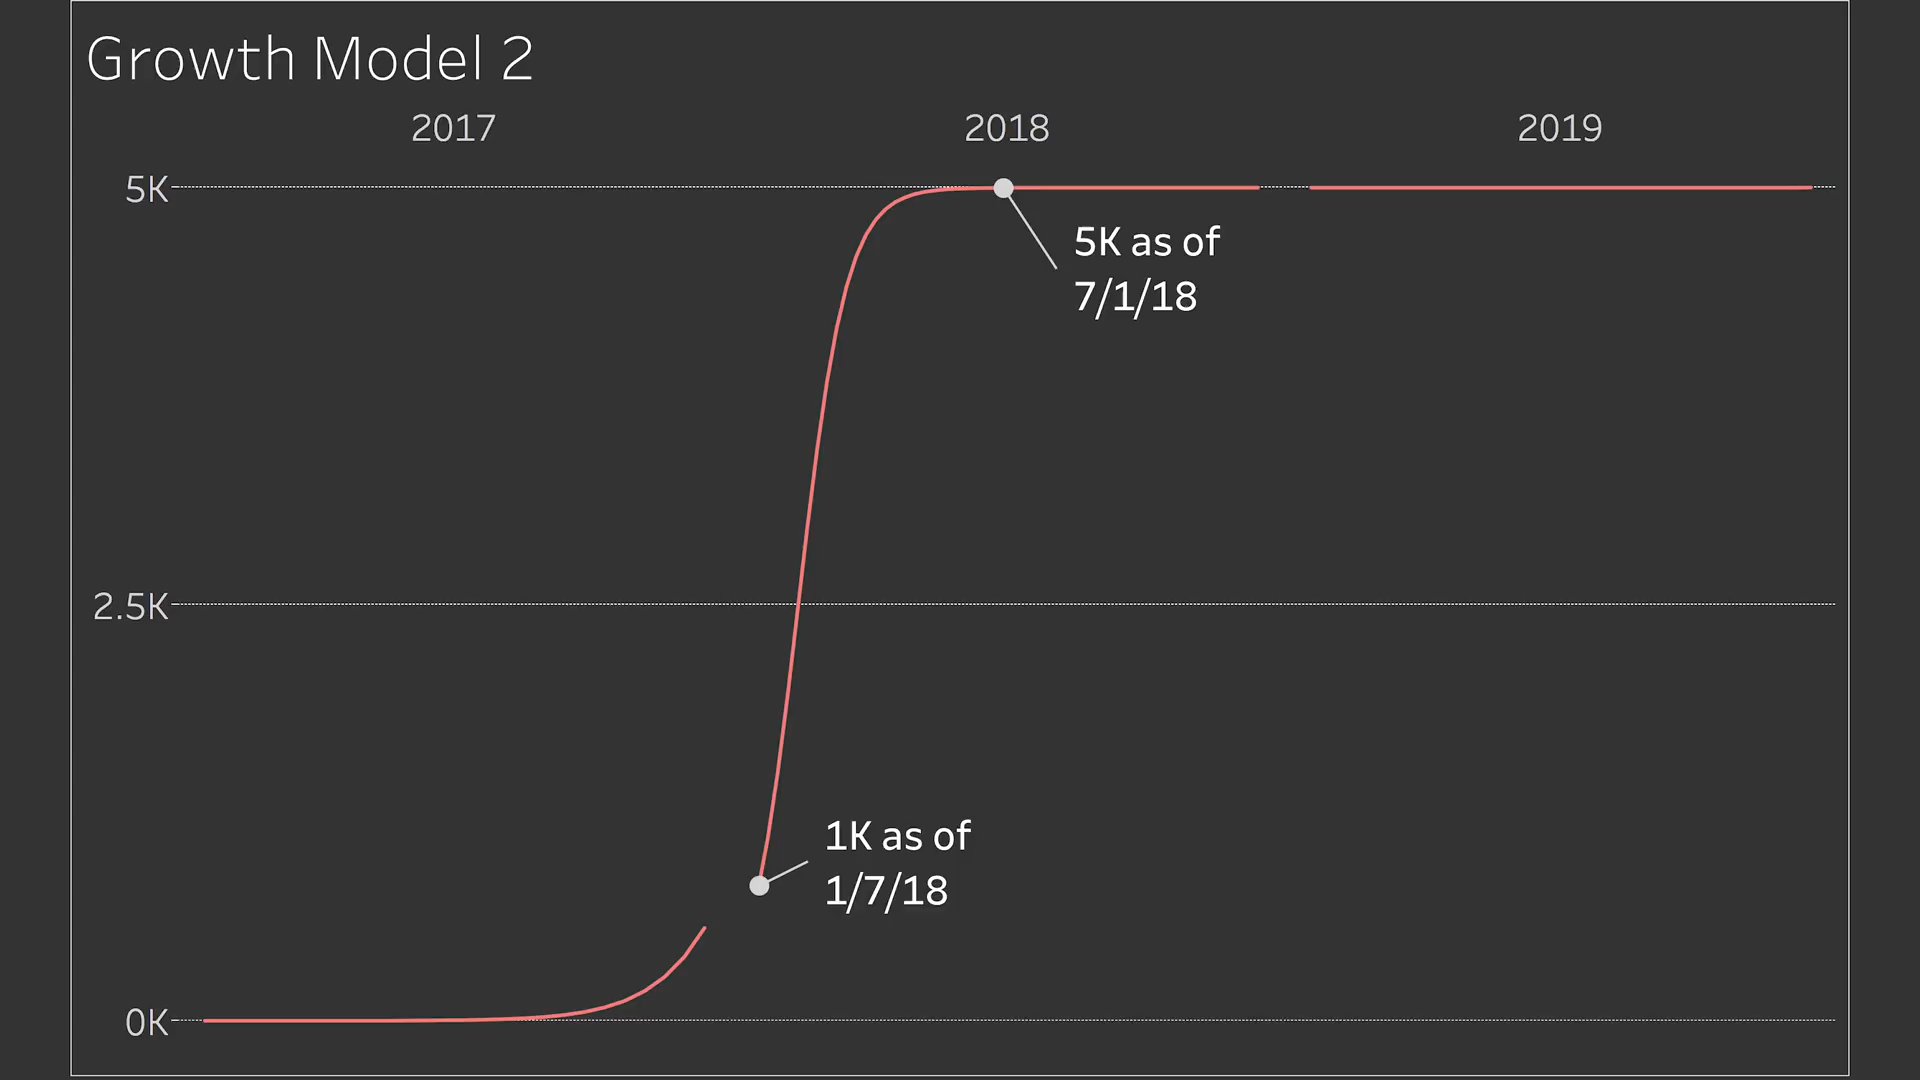 Growth Model 2
2017 2018 2019
5K
5K as of
7/1/18
2.5K
1K as of
1/7/18
0K